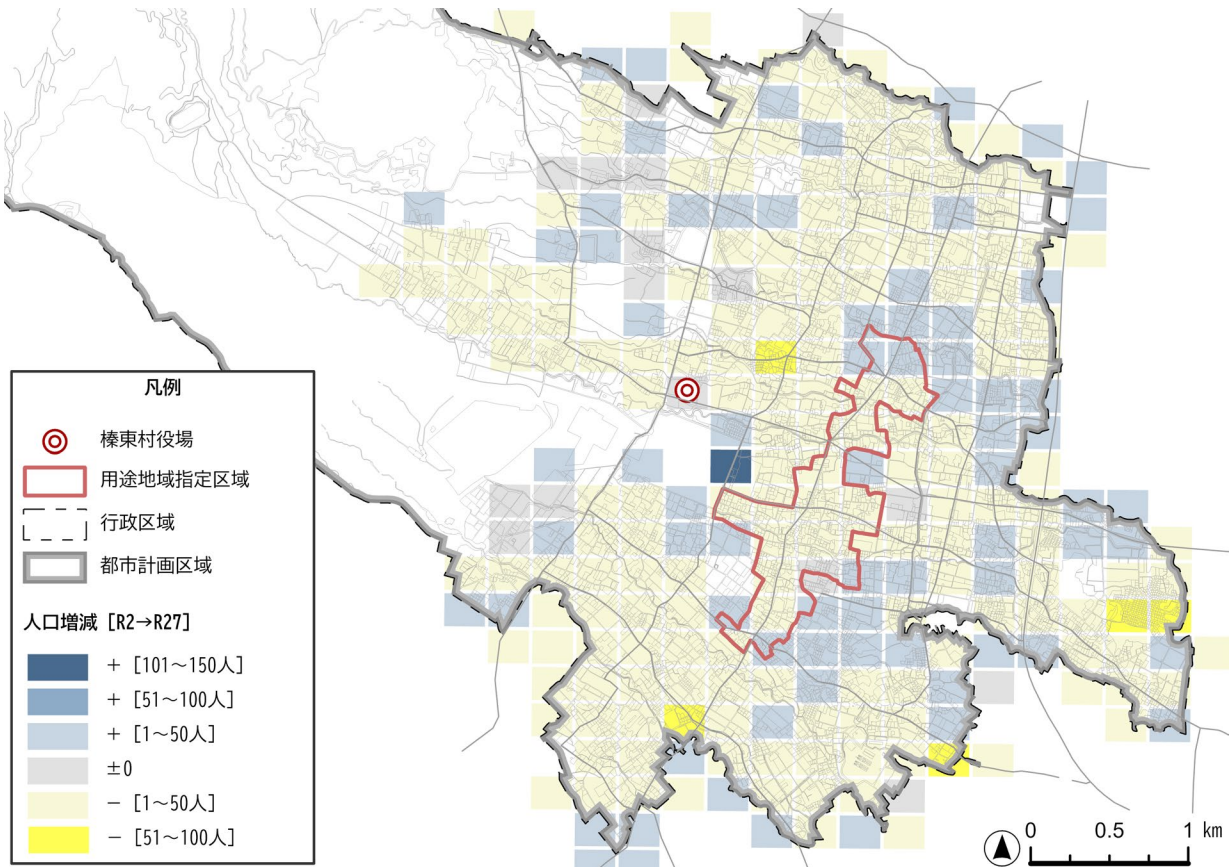 凡例
榛東村役場
用途地域指定区域
行政区域
都市計画区域
人口増減［R2→R27］
＋［101～150人］
＋［51～100人］
＋［1～50人］
±0
－［1～50人］
－［51～100人］
0 0.5 1 km